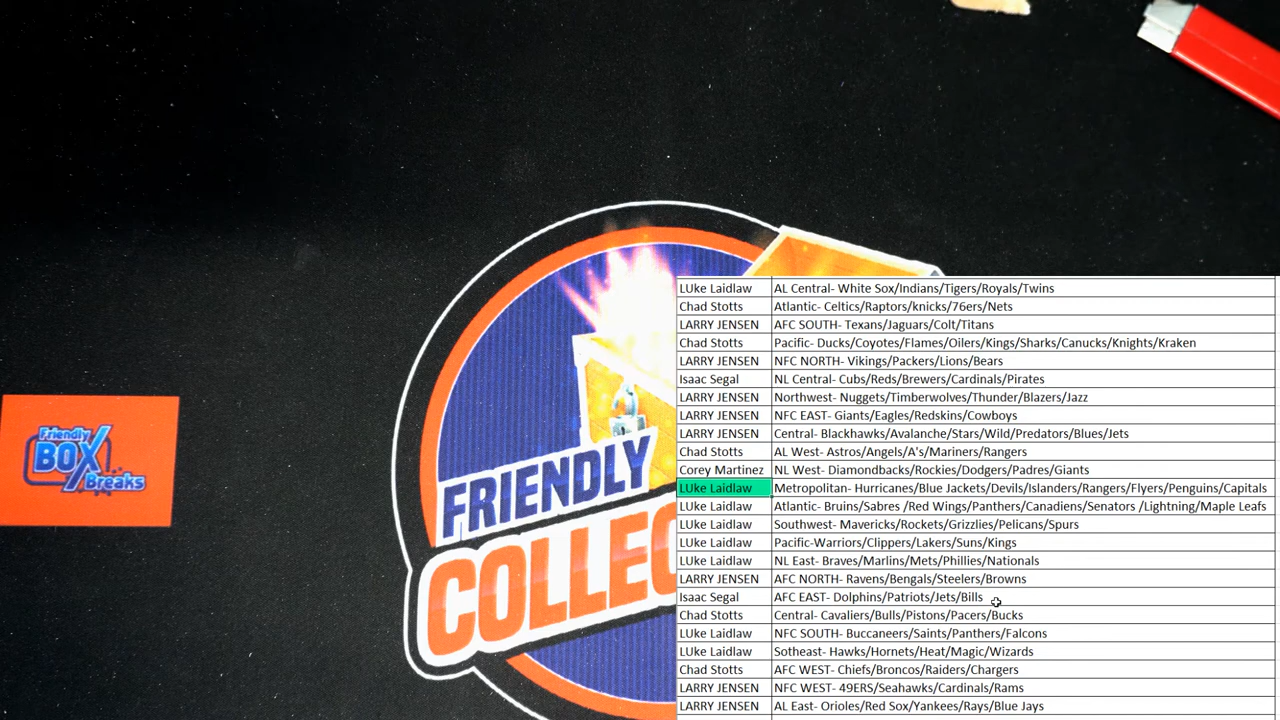 Friendly
BOX
Breaks
FRIENDLY
COLLEC
LUke Laidlaw AL Central- White Sox/Indians/Tigers/Royals/Twins
Chad Stotts Atlantic- Celtics/Raptors/knicks/76ers/Nets
LARRY JENSEN AFC SOUTH- Texans/Jaguars/Colt/Titans
Chad Stotts Pacific- Ducks/Coyotes/Flames/Oilers/Kings/Sharks/Canucks/Knights/Kraken
LARRY JENSEN NFC NORTH- Vikings/Packers/Lions/Bears
Isaac Segal NL Central- Cubs/Reds/Brewers/Cardinals/Pirates
LARRY JENSEN Northwest- Nuggets/Timberwolves/Thunder/Blazers/Jazz
LARRY JENSEN NFC EAST- Giants/Eagles/Redskins/Cowboys
LARRY JENSEN Central- Blackhawks/Avalanche/Stars/Wild/Predators/Blues/Jets
Chad Stotts AL West- Astros/Angels/A's/Mariners/Rangers
Corey Martinez NL West- Diamondbacks/Rockies/Dodgers/Padres/Giants
LUke Laidlaw Metropolitan- Hurricanes/Blue Jackets/Devils/Islanders/Rangers/Flyers/Penguins/Capitals
LUke Laidlaw Atlantic- Bruins/Sabres /Red Wings/Panthers/Canadiens/Senators /Lightning/Maple Leafs
LUke Laidlaw Southwest- Mavericks/Rockets/Grizzlies/Pelicans/Spurs
LUke Laidlaw Pacific-Warriors/Clippers/Lakers/Suns/Kings
LUke Laidlaw NL East- Braves/Marlins/Mets/Phillies/Nationals
LARRY JENSEN AFC NORTH- Ravens/Bengals/Steelers/Browns
Isaac Segal AFC EAST- Dolphins/Patriots/Jets/Bills
Chad Stotts Central- Cavaliers/Bulls/Pistons/Pacers/Bucks
LUke Laidlaw NFC SOUTH- Buccaneers/Saints/Panthers/Falcons
LUke Laidlaw Sotheast- Hawks/Hornets/Heat/Magic/Wizards
Chad Stotts AFC WEST- Chiefs/Broncos/Raiders/Chargers
LARRY JENSEN NFC WEST- 49ERS/Seahawks/Cardinals/Rams
LARRY JENSEN AL East- Orioles/Red Sox/Yankees/Rays/Blue Jays